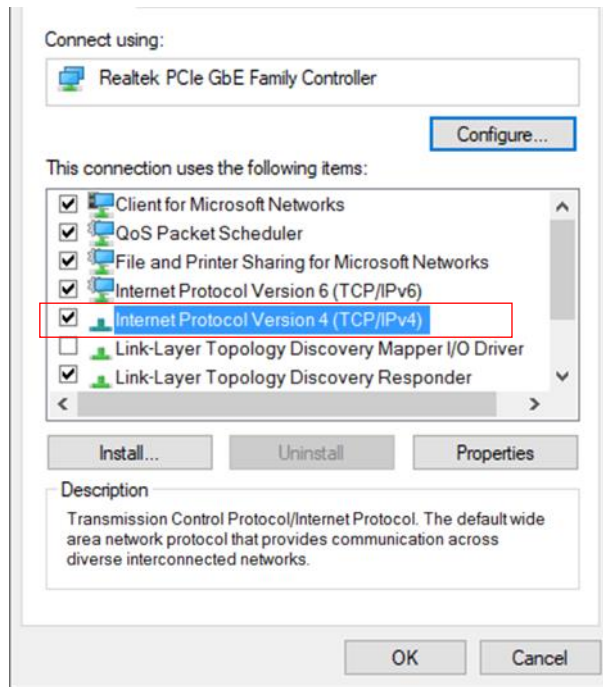 Connect using:
Realtek PCIe GbE Family Controller
Configure...
This connection uses the following items:
Client for Microsoft Networks
QoS Packet Scheduler
File and Printer Sharing for Microsoft Networks
Internet Protocol Version 6 (TCP/IPv6)
Internet Protocol Version 4 (TCP/IPv4)
Link-Layer Topology Discovery Mapper I/O Driver
Link-Layer Topology Discovery Responder
Install... Uninstall Properties
Description
Transmission Control Protocol/Internet Protocol. The default wide
area network protocol that provides communication across
diverse interconnected networks.
OK Cancel